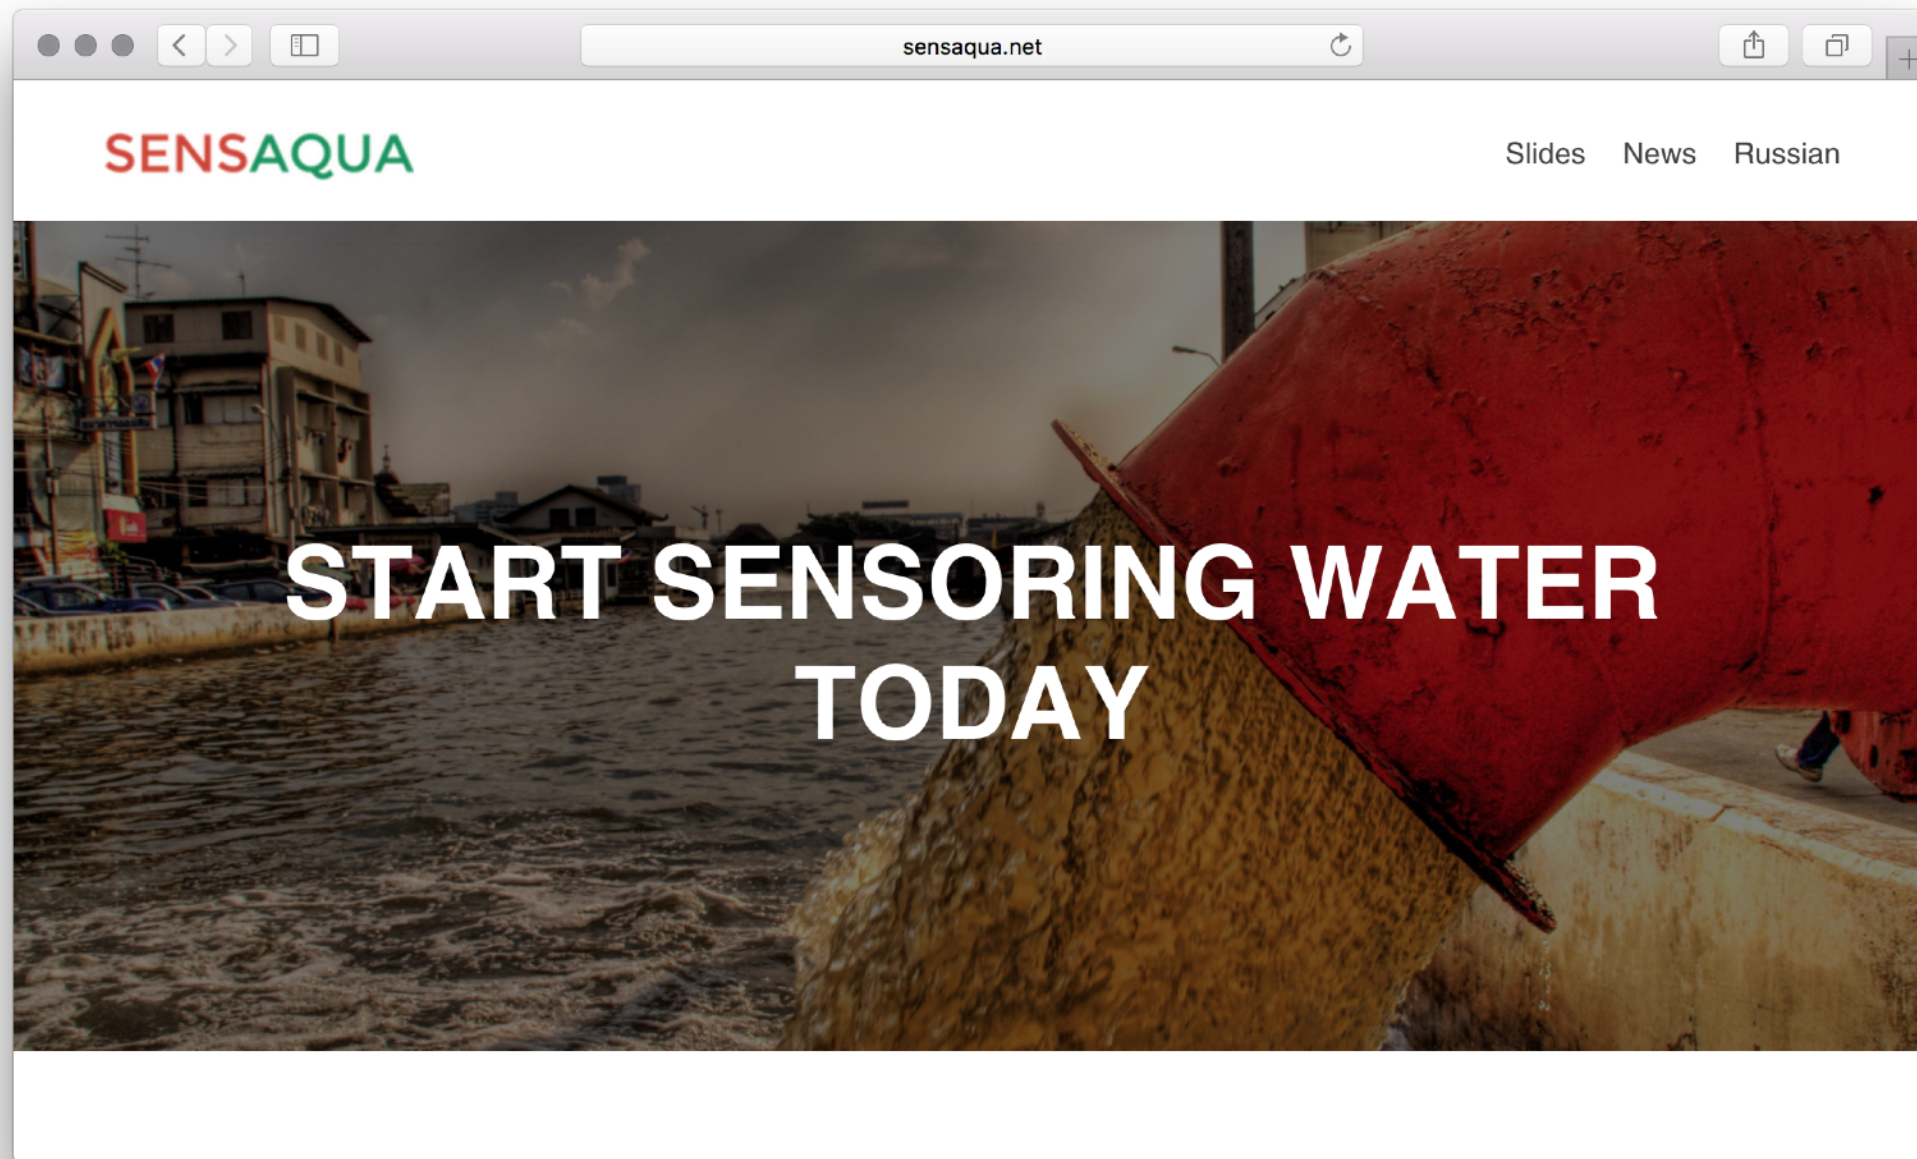 sensaqua.net
SENSAQUA
Slides News Russian
START SENSORING WATER
TODAY